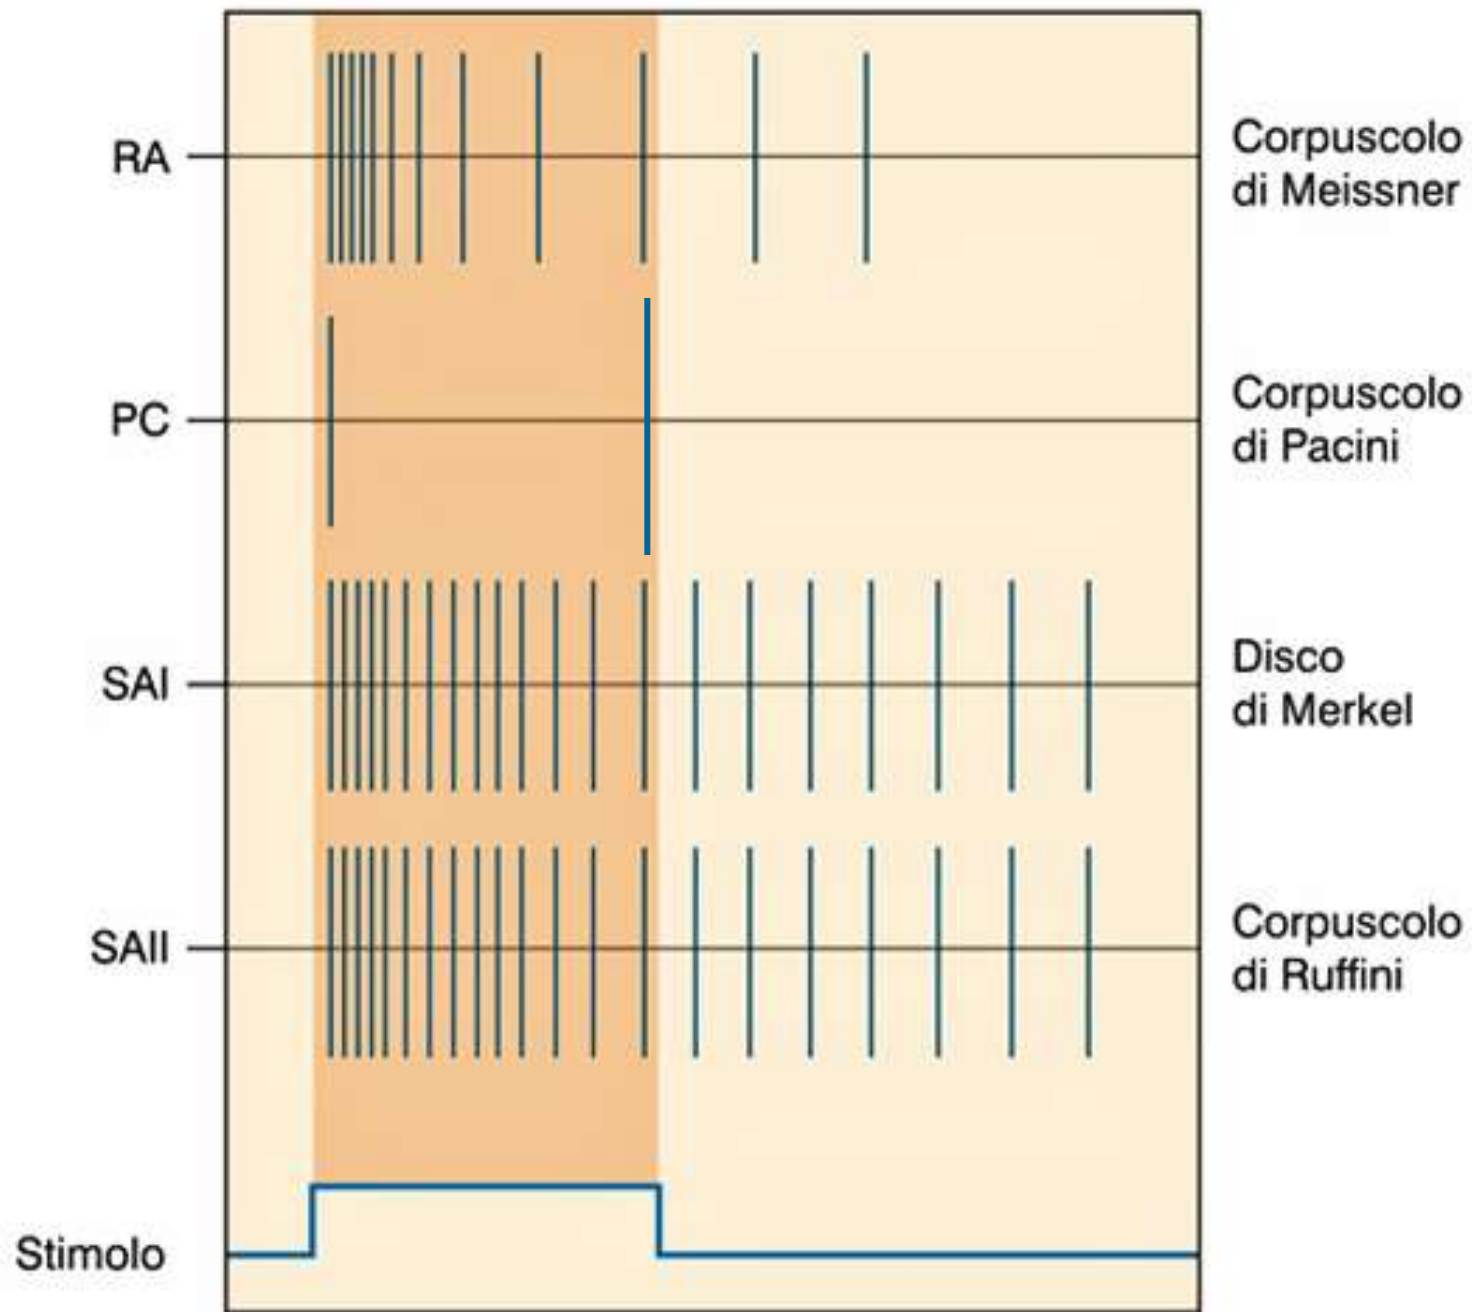 RA
Corpuscolo
di Meissner
PC
Corpuscolo
di Pacini
SAI
Disco
di Merkel
SAII
Corpuscolo
di Ruffini
Stimolo